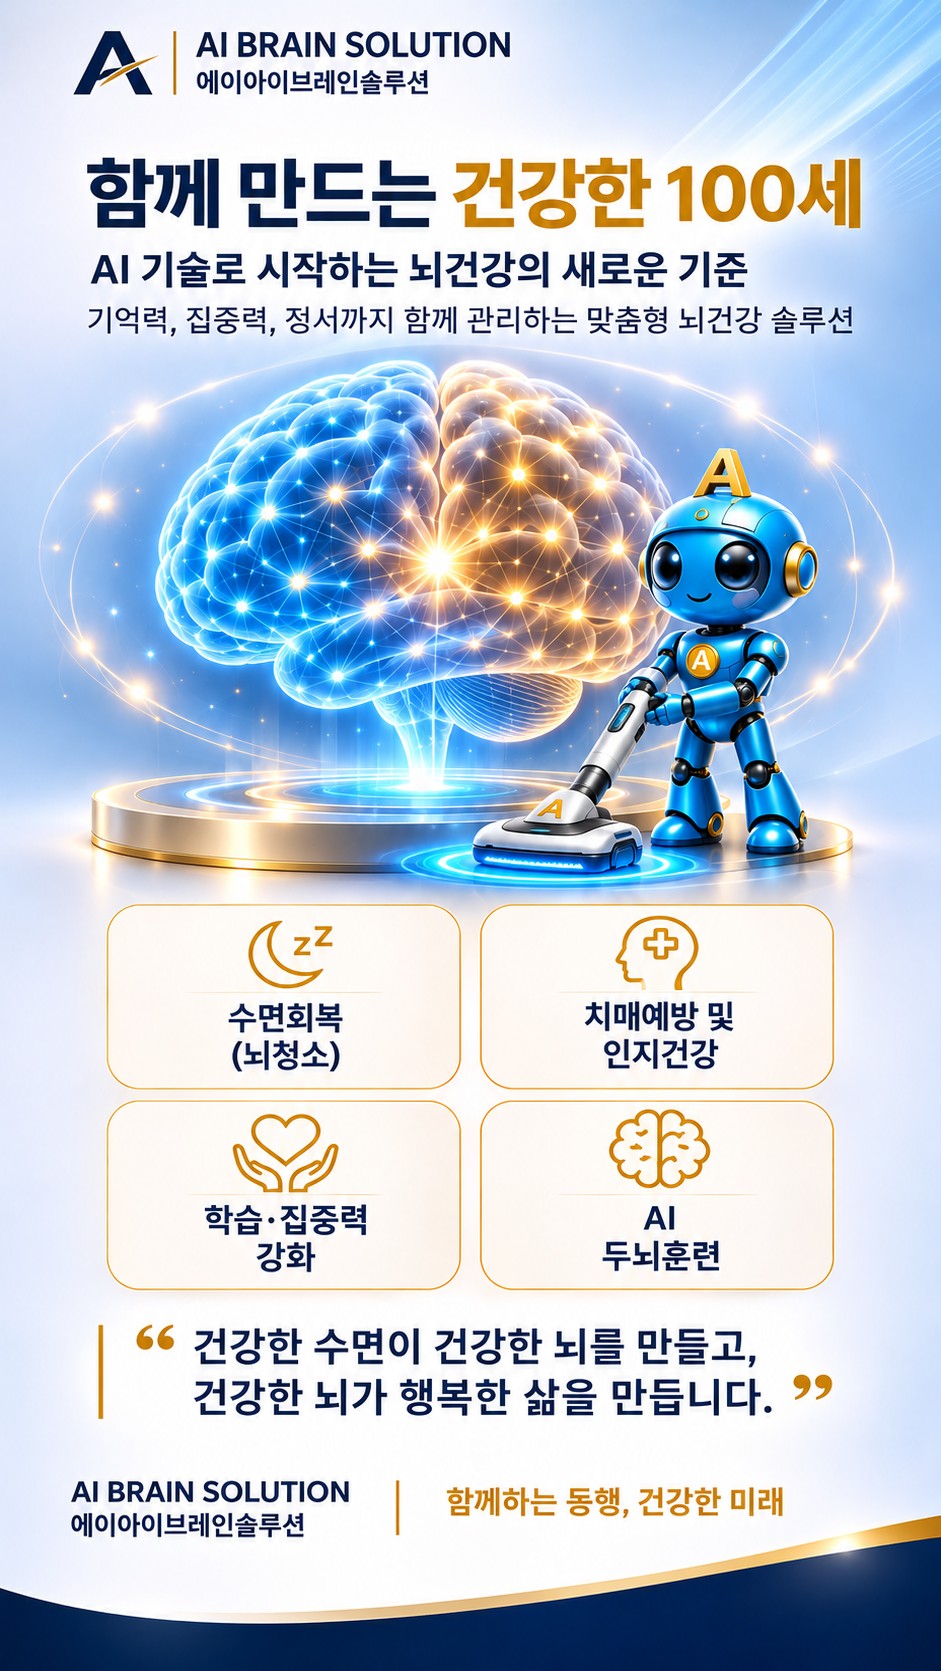 A
AI BRAIN SOLUTION
에이아이브레인솔루션
함께 만드는 건강한 100세
AI 기술로 시작하는 뇌건강의 새로운 기준
기억력, 집중력, 정서까지 함께 관리하는 맞춤형 뇌건강 솔루션
A
A
A
zZ
수면회복
(뇌청소)
치매예방 및
인지건강
학습·집중력
강화
AI
두뇌훈련
“ 건강한 수면이 건강한 뇌를 만들고,
건강한 뇌가 행복한 삶을 만듭니다. ”
AI BRAIN SOLUTION
에이아이브레인솔루션
함께하는 동행, 건강한 미래